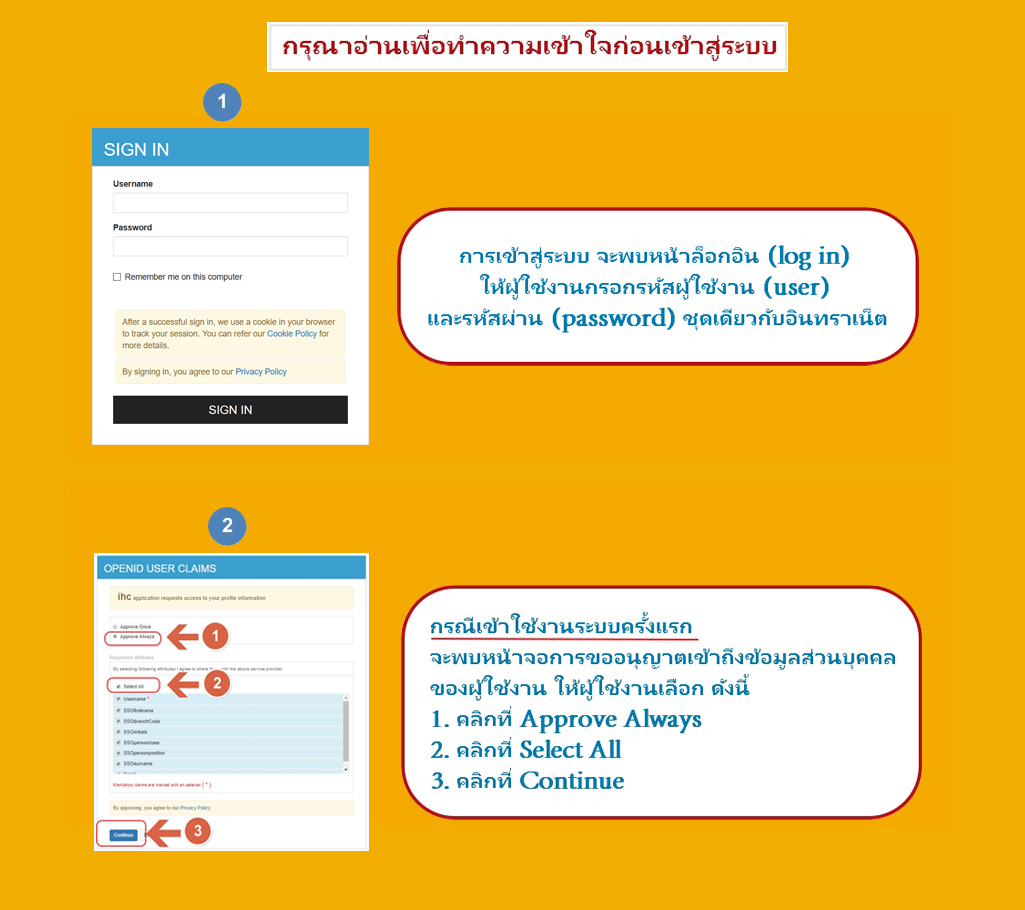 กรุณาอ่านเพื่อทำความเข้าใจก่อนเข้าสู่ระบบ
1
SIGN IN
Username
Password
Remember me on this computer
After a successful sign in, we use a cookie in your browser
to track your session. You can refer our Cookie Policy for
more details.
By signing in, you agree to our Privacy Policy
SIGN IN
การเข้าสู่ระบบ จะพบหน้าล็อกอิน (log in)
ให้ผู้ใช้งานกรอกรหัสผู้ใช้งาน (user)
และรหัสผ่าน (password) ชุดเดียวกับอินทราเน็ต
2
OPENID USER CLAIMS
ihc application requests access to your profile information
Approve Once
Approve Always
1
Requested attributes
By selecting following attributes I agree to share with the above service provider.
Select All
2
Username *
SSOfirstname
SSObranchCode
SSOinitials
SSOpersonclass
SSOpersonposition
SSOsurname
Mandatory claims are marked with an asterisk ( * )
By approving, you agree to our Privacy Policy
Continue
3
กรณีเข้าใช้งานระบบครั้งแรก
จะพบหน้าจอการขออนุญาตเข้าถึงข้อมูลส่วนบุคคล
ของผู้ใช้งาน ให้ผู้ใช้งานเลือก ดังนี้
1. คลิกที่ Approve Always
2. คลิกที่ Select All
3. คลิกที่ Continue